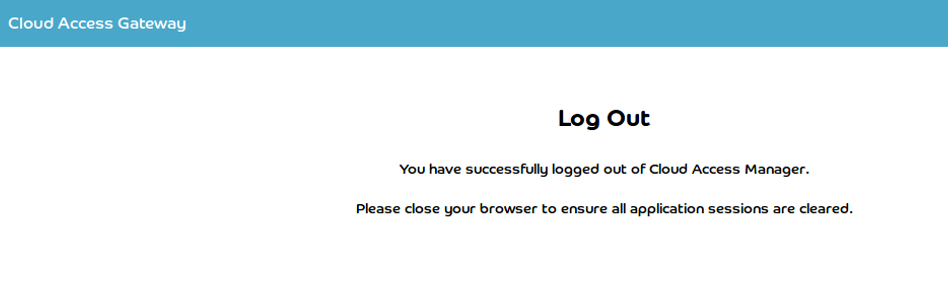 Cloud Access Gateway
Log Out
You have successfully logged out of Cloud Access Manager.
Please close your browser to ensure all application sessions are cleared.